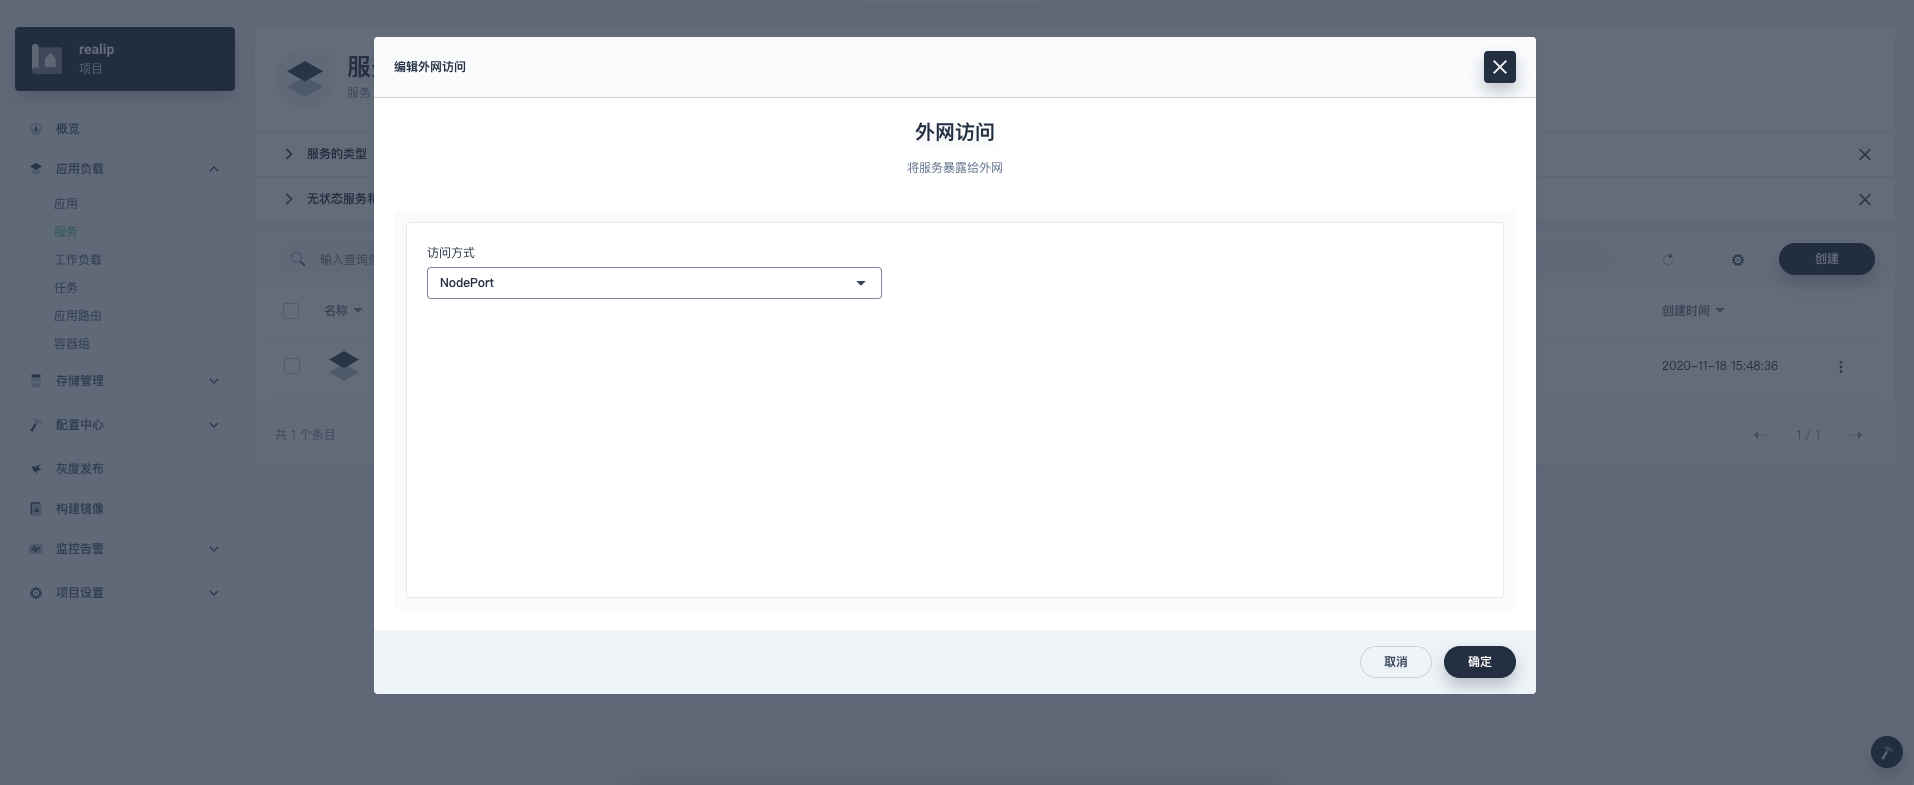 realip
项目
概览
应用负载
应用
服务
工作负载
任务
应用路由
容器组
存储管理
配置中心
灰度发布
构建镜像
监控告警
项目设置
服
服务
服务的类型
无状态服务
输入查询
创建
名称
创建时间
2020-11-18 15:48:36
共 1 个条目
1 / 1
编辑外网访问
外网访问
将服务暴露给外网
访问方式
NodePort
取消
确定